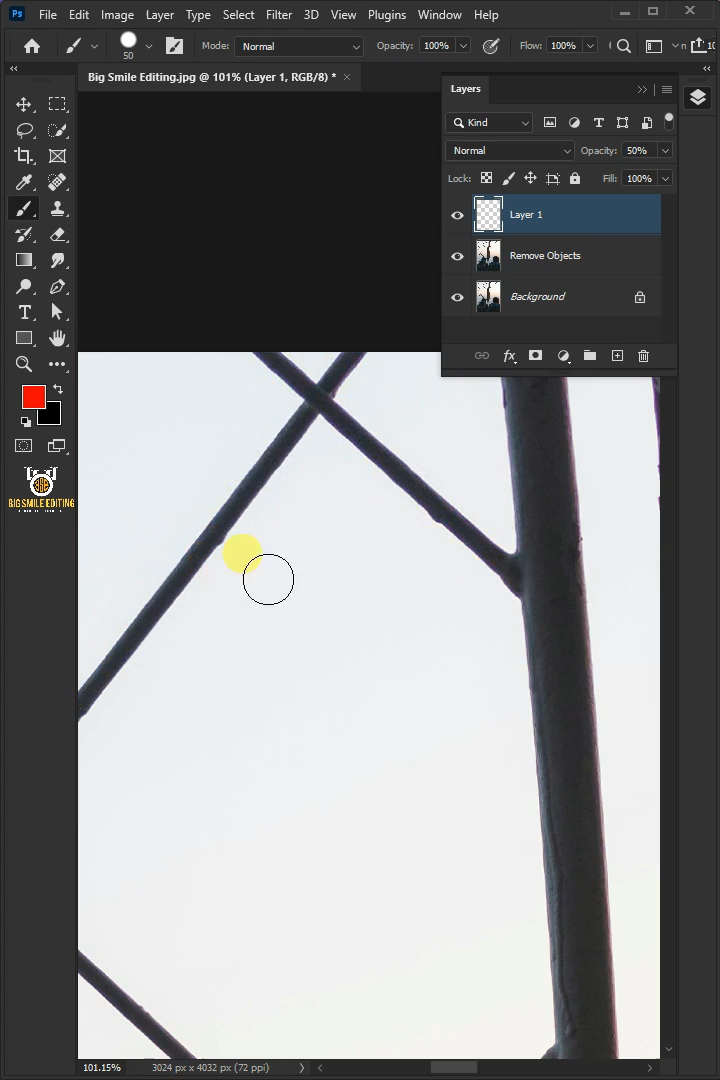 Ps File Edit Image Layer Type Select Filter 3D View Plugins Window Help
50 Mode: Normal Opacity: 100% Flow: 100%
Big Smile Editing.jpg @ 101% (Layer 1, RGB/8) *
Layers
Kind
Normal Opacity: 50%
Lock: Fill: 100%
Layer 1
Remove Objects
Background
fx
BIG SMILE EDITING
101.15% 3024 px x 4032 px (72 ppi)